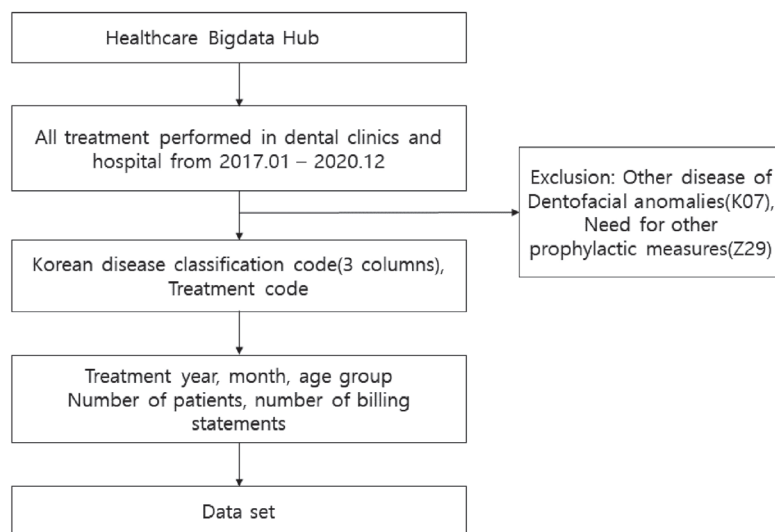 Healthcare Bigdata Hub
All treatment performed in dental clinics and
hospital from 2017.01 – 2020.12
Exclusion: Other disease of
Dentofacial anomalies(K07),
Need for other
prophylactic measures(Z29)
Korean disease classification code(3 columns),
Treatment code
Treatment year, month, age group
Number of patients, number of billing
statements
Data set